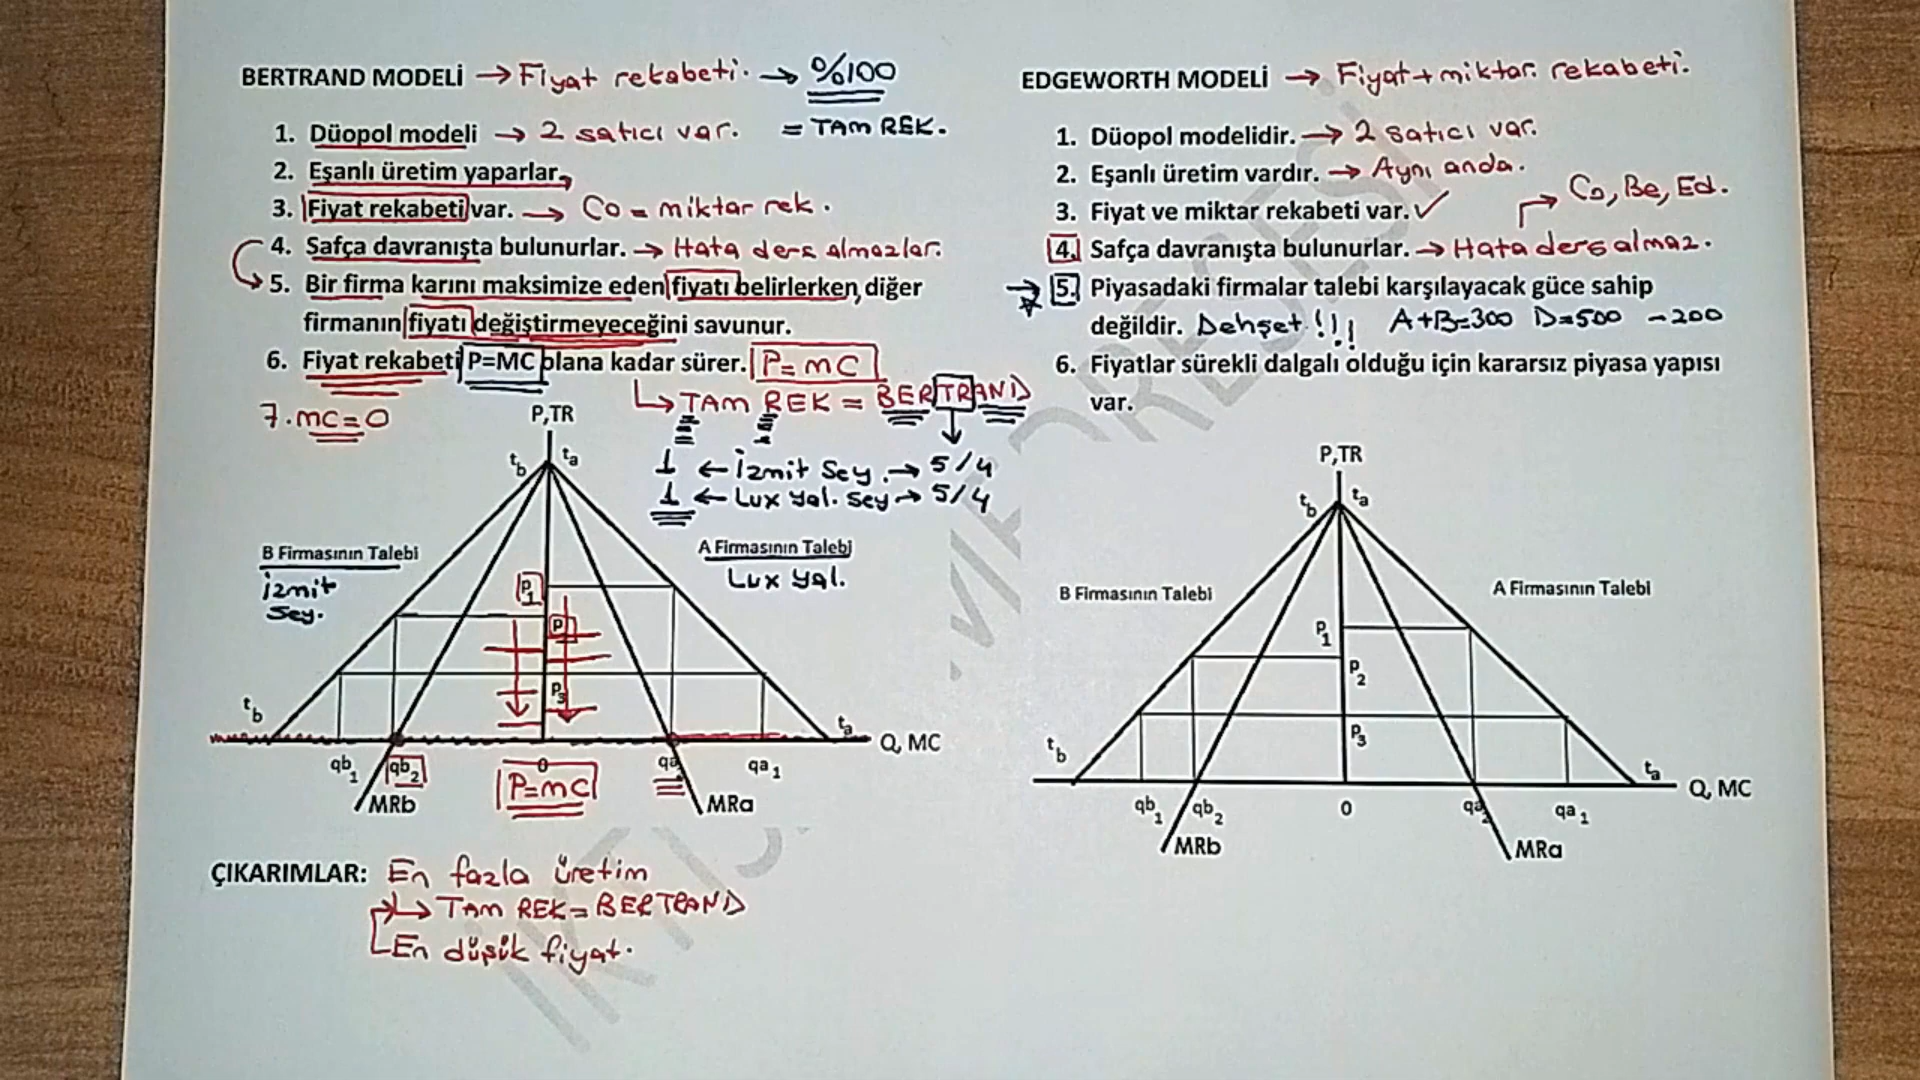 BERTRAND MODELİ → Fiyat rekabeti. → %100
= TAM REK.
1. Düopol modeli → 2 satıcı var.
2. Eşanlı üretim yaparlar.
3. Fiyat rekabeti var. → Co = miktar rek.
4. Safça davranışta bulunurlar. → Hata ders almazlar.
5. Bir firma karını maksimize eden fiyatı belirlerken, diğer
firmanın fiyatı değiştirmeyeceğini savunur.
6. Fiyat rekabeti P=MC olana kadar sürer. P=mc
TAM REK = BERTRAND
7. mc=0
1 ← İzmit Sey. → 5/4
1 ← Lux yal. sey → 5/4
P,TR
tb ta
B Firmasının Talebi
İzmit
Sey.
A Firmasının Talebi
Lux yal.
P1
P
P3
tb
ta
Q, MC
qb1 qb2 0 qa qa1
P=mc
MRb
MRa
ÇIKARIMLAR: En fazla üretim
→ TAM REK = BERTRAND
En düşük fiyat.
EDGEWORTH MODELİ → Fiyat+miktar rekabeti.
1. Düopol modelidir. → 2 satıcı var.
2. Eşanlı üretim vardır. → Aynı anda.
Co, Be, Ed.
3. Fiyat ve miktar rekabeti var. ✓
4. Safça davranışta bulunurlar. → Hata ders almaz.
5. Piyasadaki firmalar talebi karşılayacak güce sahip
değildir. Dehşet!!! A+B=300 D=500 -200
6. Fiyatlar sürekli dalgalı olduğu için kararsız piyasa yapısı
var.
P,TR
tb ta
B Firmasının Talebi
A Firmasının Talebi
P1
P2
P3
tb
ta
Q, MC
qb1 qb2 0 qa2 qa1
MRb
MRa